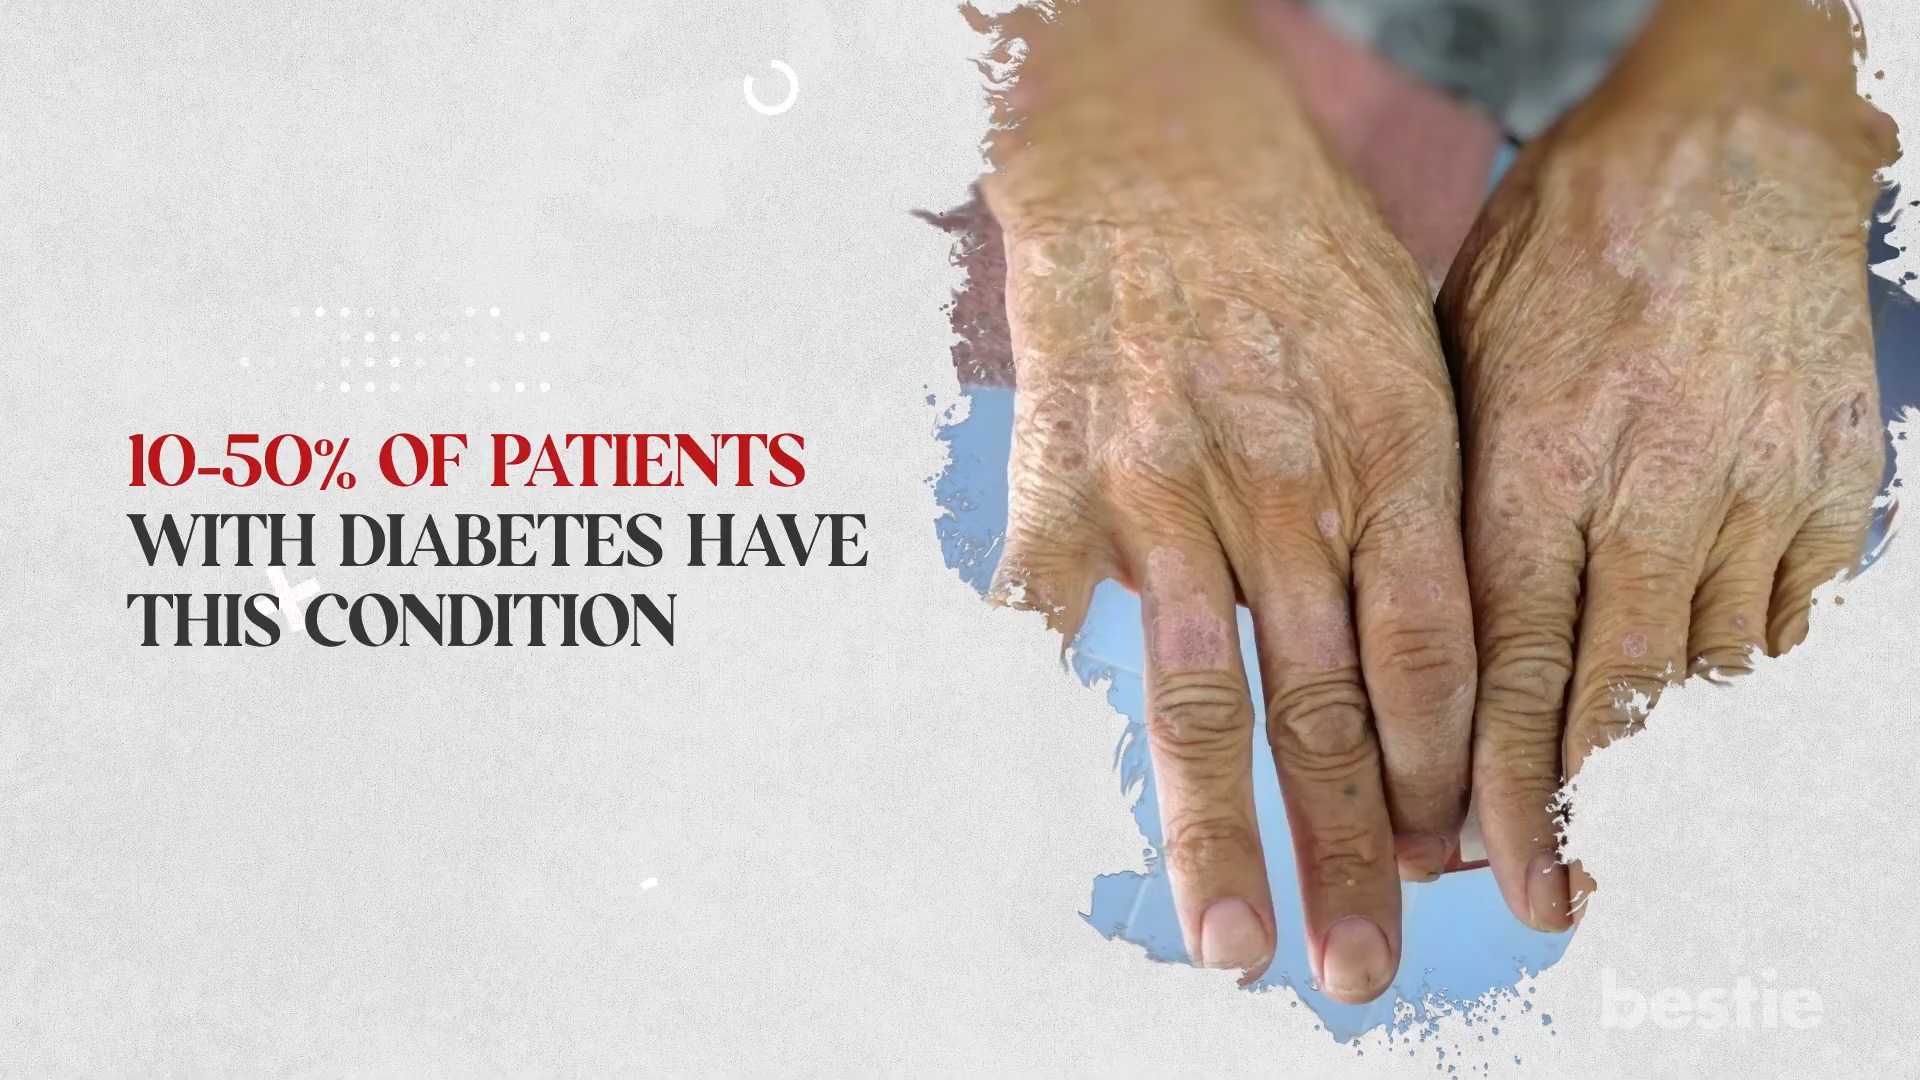 10-50% OF PATIENTS
WITH DIABETES HAVE
THIS CONDITION
bestie